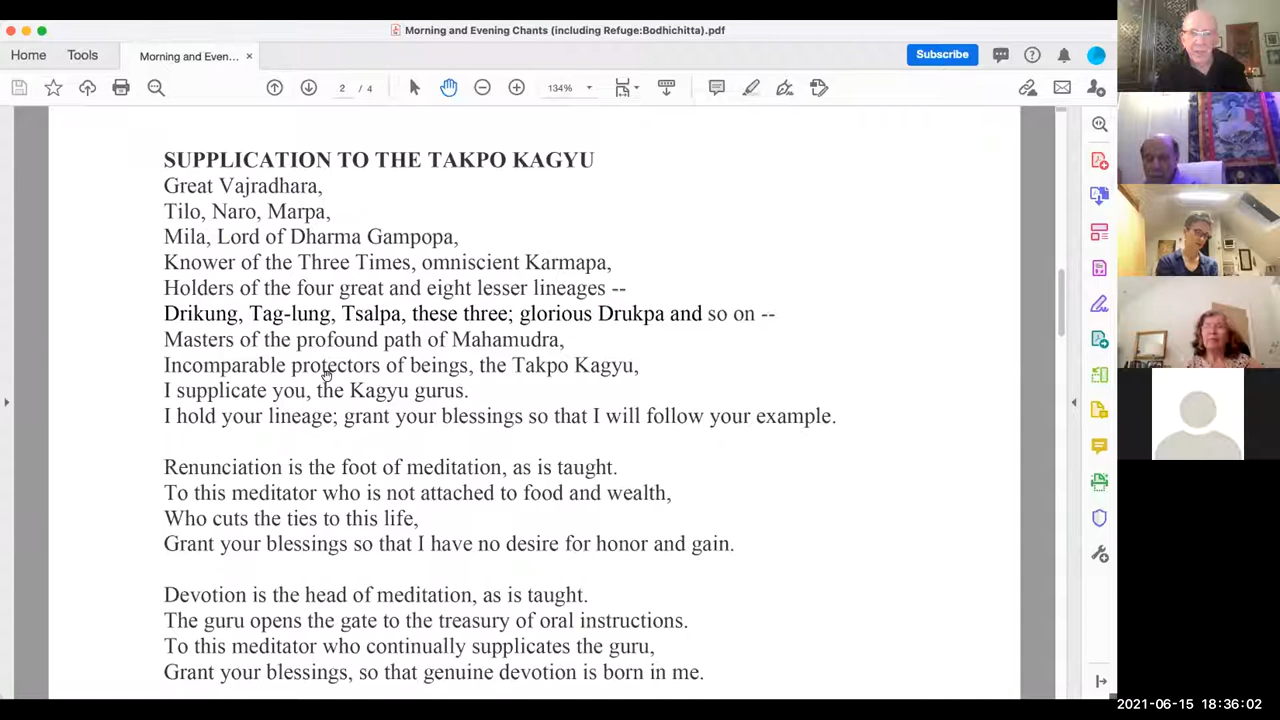 Morning and Evening Chants (including Refuge:Bodhichitta).pdf
Home
Tools
Morning and Even... ×
Subscribe
2 / 4
134%
SUPPLICATION TO THE TAKPO KAGYU
Great Vajradhara,
Tilo, Naro, Marpa,
Mila, Lord of Dharma Gampopa,
Knower of the Three Times, omniscient Karmapa,
Holders of the four great and eight lesser lineages --
Drikung, Tag-lung, Tsalpa, these three; glorious Drukpa and so on --
Masters of the profound path of Mahamudra,
Incomparable protectors of beings, the Takpo Kagyu,
I supplicate you, the Kagyu gurus.
I hold your lineage; grant your blessings so that I will follow your example.
Renunciation is the foot of meditation, as is taught.
To this meditator who is not attached to food and wealth,
Who cuts the ties to this life,
Grant your blessings so that I have no desire for honor and gain.
Devotion is the head of meditation, as is taught.
The guru opens the gate to the treasury of oral instructions.
To this meditator who continually supplicates the guru,
Grant your blessings, so that genuine devotion is born in me.
2021-06-15 18:36:02